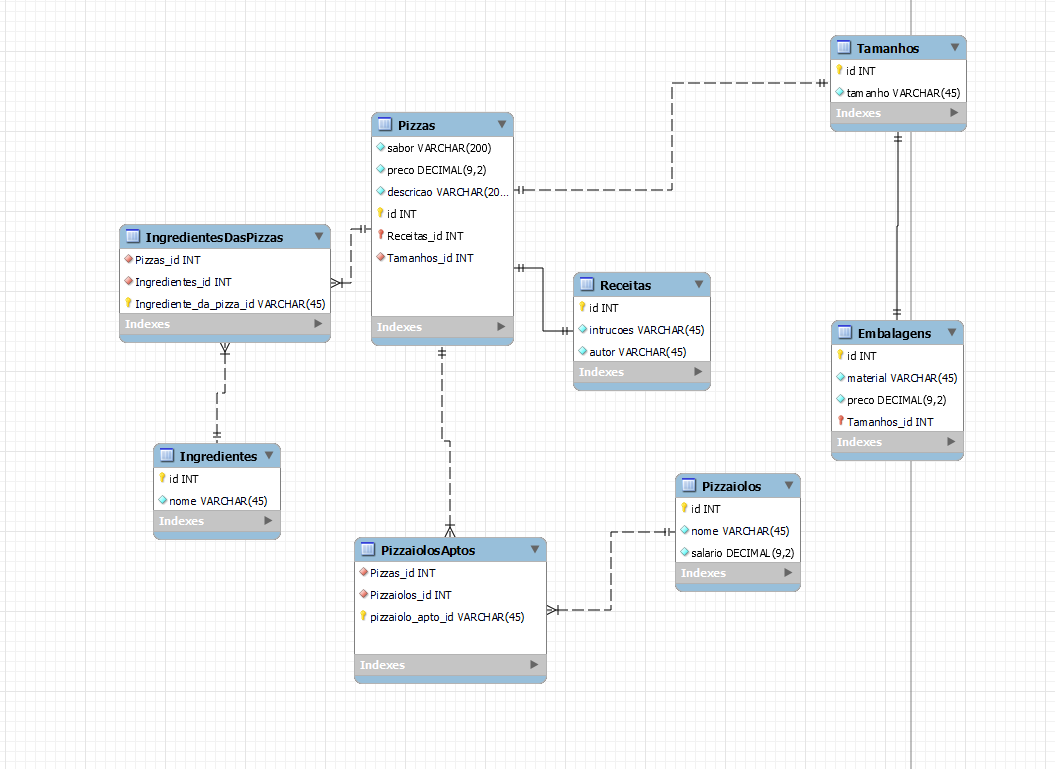 Tamanhos
id INT
tamanho VARCHAR(45)
Indexes
Pizzas
sabor VARCHAR(200)
preco DECIMAL(9,2)
descricao VARCHAR(20...
id INT
Receitas_id INT
Tamanhos_id INT
Indexes
IngredientesDasPizzas
Pizzas_id INT
Ingredientes_id INT
Ingrediente_da_pizza_id VARCHAR(45)
Indexes
Receitas
id INT
intrucoes VARCHAR(45)
autor VARCHAR(45)
Indexes
Embalagens
id INT
material VARCHAR(45)
preco DECIMAL(9,2)
Tamanhos_id INT
Indexes
Ingredientes
id INT
nome VARCHAR(45)
Indexes
Pizzaiolos
id INT
nome VARCHAR(45)
salario DECIMAL(9,2)
Indexes
PizzaiolosAptos
Pizzas_id INT
Pizzaiolos_id INT
pizzaiolo_apto_id VARCHAR(45)
Indexes